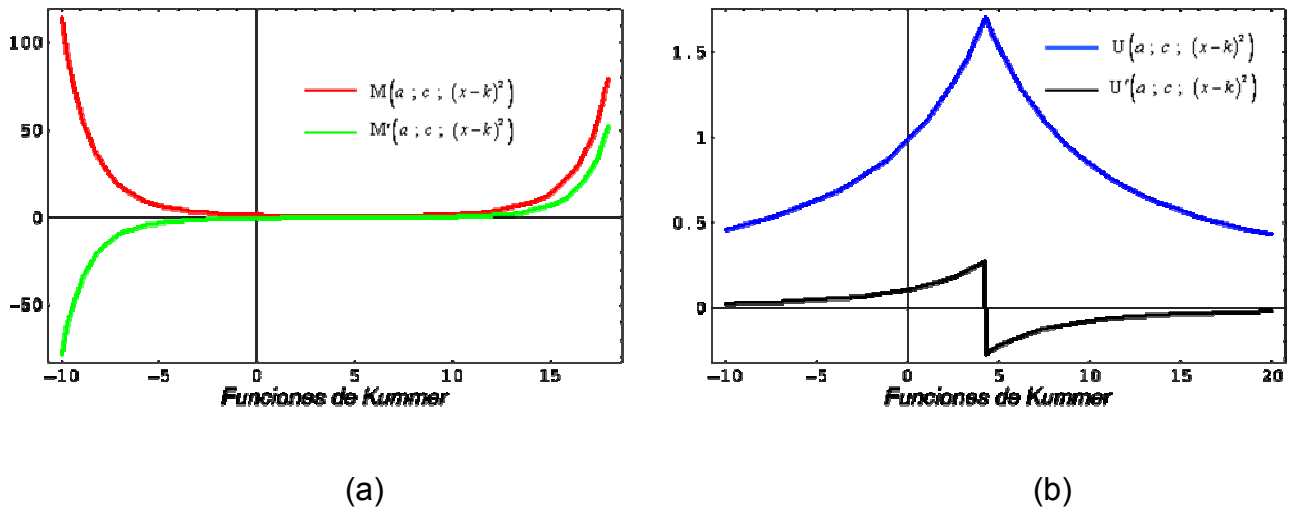 100
50
0
-50
-10
-5
0
5
10
15
M(a ; c ; (x-k)²)
M'(a ; c ; (x-k)²)
Funciones de Kummer
(a)
1.5
1
0.5
0
-10
-5
0
5
10
15
20
U(a ; c ; (x-k)²)
U'(a ; c ; (x-k)²)
Funciones de Kummer
(b)